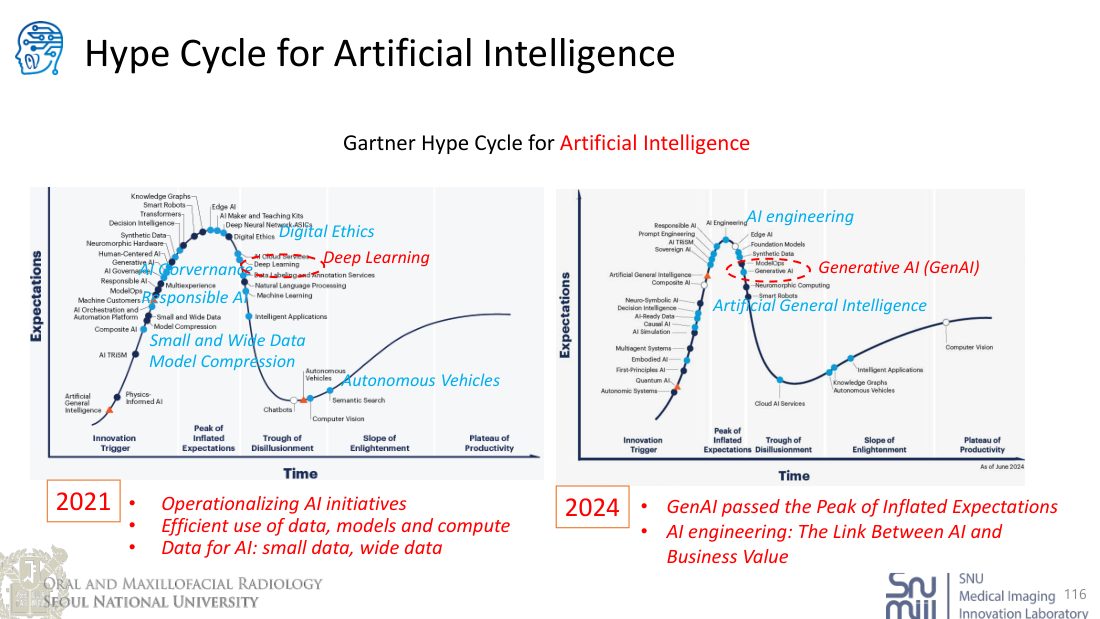 Hype Cycle for Artificial Intelligence
Gartner Hype Cycle for Artificial Intelligence
Expectations
Knowledge Graphs
Smart Robots
Transformers
Decision Intelligence
Synthetic Data
Neuromorphic Hardware
Human-Centered AI
Generative AI
AI Governance
Responsible AI
ModelOps
Multiexperience
Machine Customers
AI Orchestration and
Automation Platform
Small and Wide Data
Model Compression
Composite AI
AI TRiSM
Artificial
General
Intelligence
Physics-
Informed AI
Edge AI
AI Maker and Teaching Kits
Deep Neural Network ASICs
Digital Ethics
AI Cloud Services
Deep Learning
Data Labeling and Annotation Services
Natural Language Processing
Machine Learning
Intelligent Applications
Autonomous
Vehicles
Semantic Search
Chatbots
Computer Vision
Digital Ethics
Deep Learning
AI Gorvernance
Responsible AI
Small and Wide Data
Model Compression
Autonomous Vehicles
Innovation
Trigger
Peak of
Inflated
Expectations
Trough of
Disillusionment
Slope of
Enlightenment
Plateau of
Productivity
Time
Expectations
AI Engineering
Responsible AI
Prompt Engineering
AI TRiSM
Sovereign AI
Artificial General Intelligence
Composite AI
Neuro-Symbolic AI
Decision Intelligence
AI-Ready Data
Causal AI
AI Simulation
Multiagent Systems
Embodied AI
First-Principles AI
Quantum AI
Autonomic Systems
Edge AI
Foundation Models
Synthetic Data
ModelOps
Generative AI
Neuromorphic Computing
Smart Robots
Cloud AI Services
Knowledge Graphs
Autonomous Vehicles
Intelligent Applications
Computer Vision
AI engineering
Generative AI (GenAI)
Artificial General Intelligence
Innovation
Trigger
Peak of
Inflated
Expectations
Trough of
Disillusionment
Slope of
Enlightenment
Plateau of
Productivity
As of June 2024
Time
2021
• Operationalizing AI initiatives
• Efficient use of data, models and compute
• Data for AI: small data, wide data
2024
• GenAI passed the Peak of Inflated Expectations
• AI engineering: The Link Between AI and
Business Value
ORAL AND MAXILLOFACIAL RADIOLOGY
SEOUL NATIONAL UNIVERSITY
snu
mill
SNU
Medical Imaging
Innovation Laboratory
116